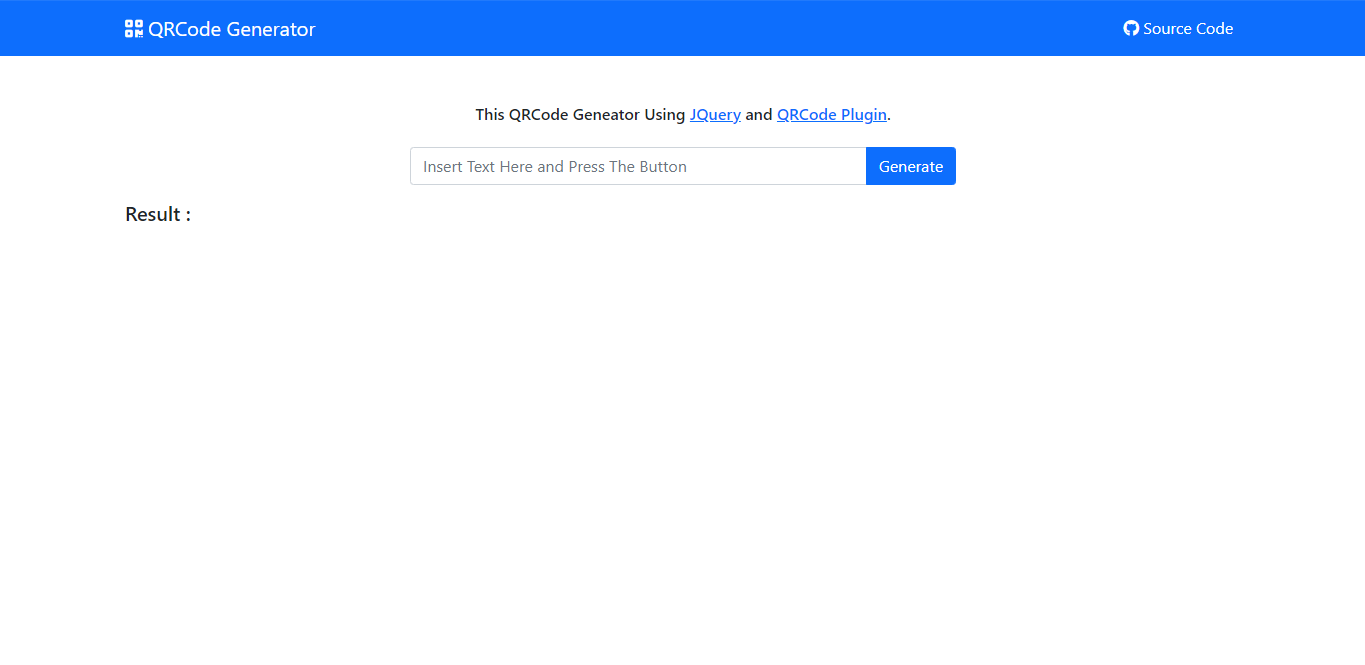 QRCode Generator
Source Code
This QRCode Geneator Using JQuery and QRCode Plugin.
Insert Text Here and Press The Button
Generate
Result :